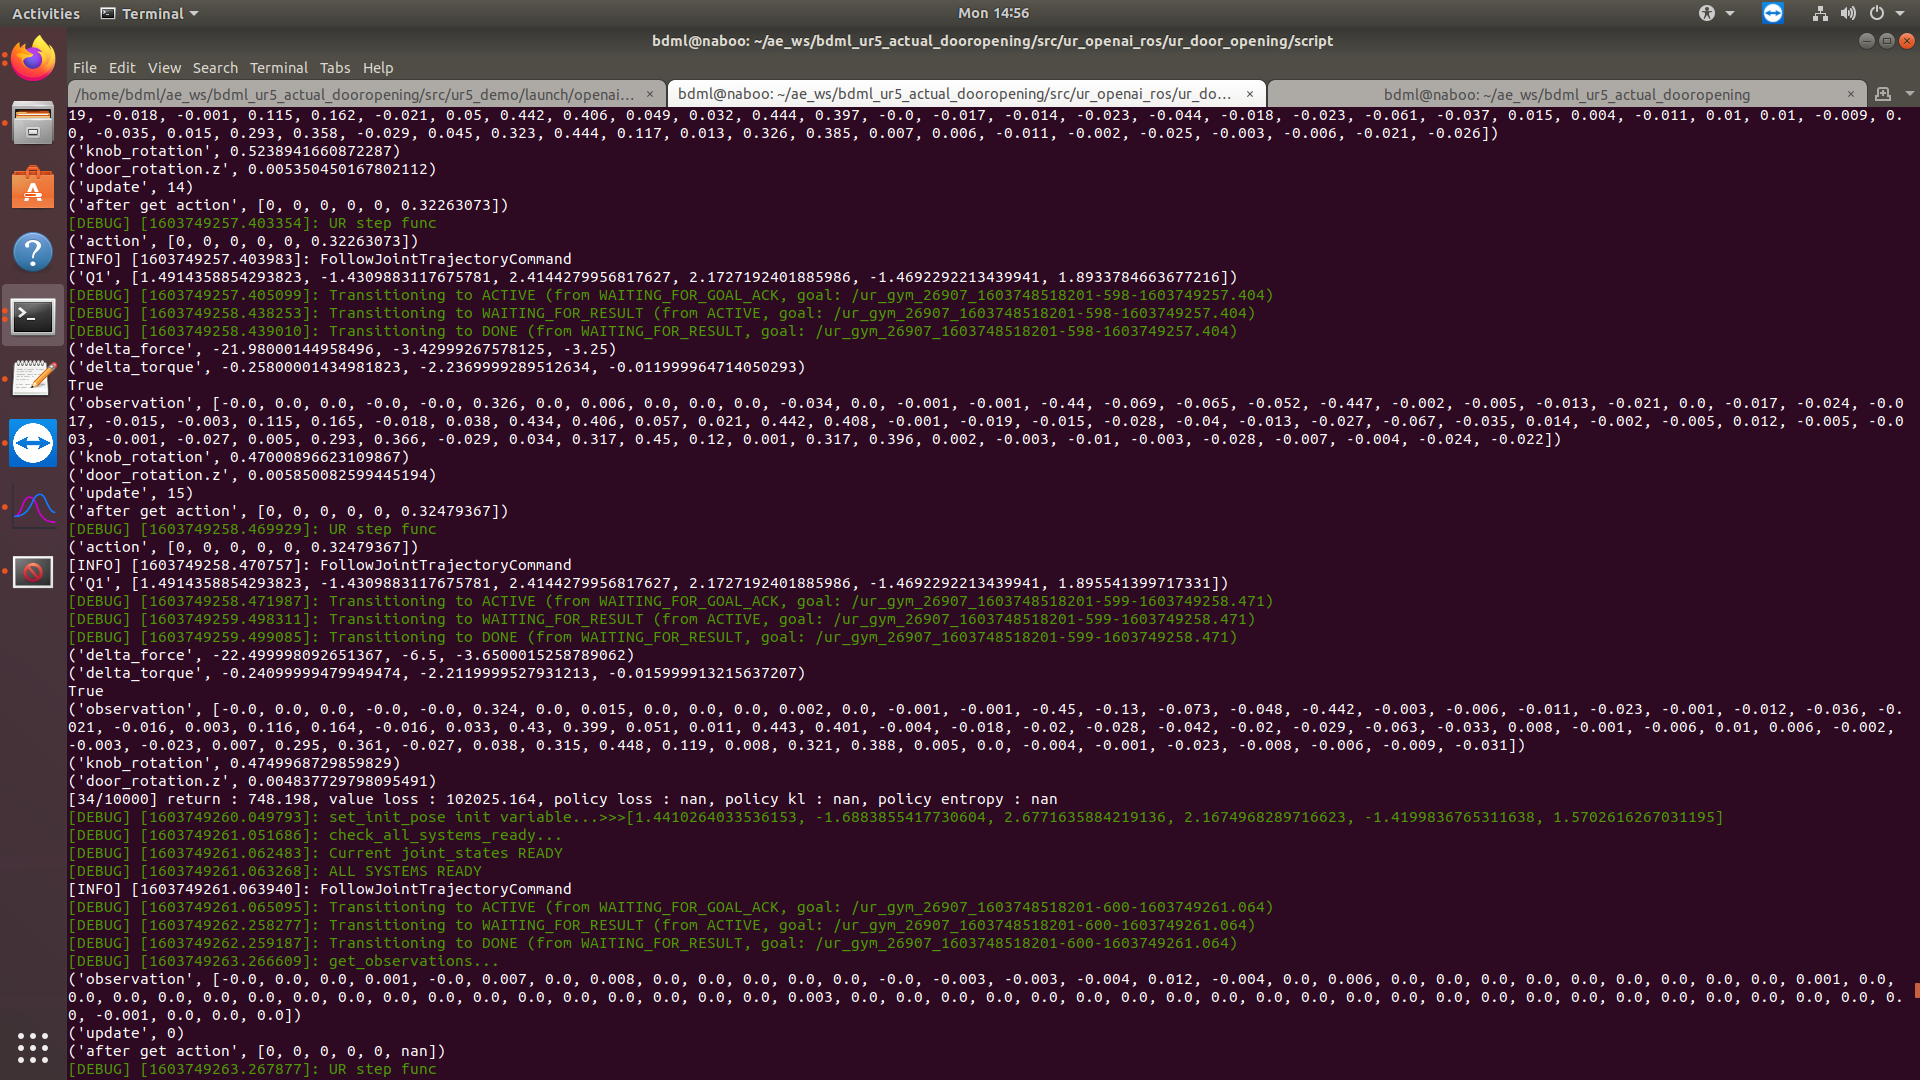 Activities
Terminal
Mon 14:56
bdml@naboo: ~/ae_ws/bdml_ur5_actual_dooropening/src/ur_openai_ros/ur_door_opening/script
File Edit View Search Terminal Tabs Help
/home/bdml/ae_ws/bdml_ur5_actual_dooropening/src/ur5_demo/launch/openai... ×
bdml@naboo: ~/ae_ws/bdml_ur5_actual_dooropening/src/ur_openai_ros/ur_do... ×
bdml@naboo: ~/ae_ws/bdml_ur5_actual_dooropening ×
19, -0.018, -0.001, 0.115, 0.162, -0.021, 0.05, 0.442, 0.406, 0.049, 0.032, 0.444, 0.397, -0.0, -0.017, -0.014, -0.023, -0.044, -0.018, -0.023, -0.061, -0.037, 0.015, 0.004, -0.011, 0.01, 0.01, -0.009, 0.
0, -0.035, 0.015, 0.293, 0.358, -0.029, 0.045, 0.323, 0.444, 0.117, 0.013, 0.326, 0.385, 0.007, 0.006, -0.011, -0.002, -0.025, -0.003, -0.006, -0.021, -0.026])
('knob_rotation', 0.5238941660872287)
('door_rotation.z', 0.005350450167802112)
('update', 14)
('after get action', [0, 0, 0, 0, 0, 0.32263073])
[DEBUG] [1603749257.403354]: UR step func
('action', [0, 0, 0, 0, 0, 0.32263073])
[INFO] [1603749257.403983]: FollowJointTrajectoryCommand
('Q1', [1.4914358854293823, -1.4309883117675781, 2.4144279956817627, 2.1727192401885986, -1.4692292213439941, 1.8933784663677216])
[DEBUG] [1603749257.405099]: Transitioning to ACTIVE (from WAITING_FOR_GOAL_ACK, goal: /ur_gym_26907_1603748518201-598-1603749257.404)
[DEBUG] [1603749258.438253]: Transitioning to WAITING_FOR_RESULT (from ACTIVE, goal: /ur_gym_26907_1603748518201-598-1603749257.404)
[DEBUG] [1603749258.439010]: Transitioning to DONE (from WAITING_FOR_RESULT, goal: /ur_gym_26907_1603748518201-598-1603749257.404)
('delta_force', -21.98000144958496, -3.42999267578125, -3.25)
('delta_torque', -0.25800001434981823, -2.2369999289512634, -0.011999964714050293)
True
('observation', [-0.0, 0.0, 0.0, -0.0, -0.0, 0.326, 0.0, 0.006, 0.0, 0.0, 0.0, -0.034, 0.0, -0.001, -0.001, -0.44, -0.069, -0.065, -0.052, -0.447, -0.002, -0.005, -0.013, -0.021, 0.0, -0.017, -0.024, -0.0
17, -0.015, -0.003, 0.115, 0.165, -0.018, 0.038, 0.434, 0.406, 0.057, 0.021, 0.442, 0.408, -0.001, -0.019, -0.015, -0.028, -0.04, -0.013, -0.027, -0.067, -0.035, 0.014, -0.002, -0.005, 0.012, -0.005, -0.0
03, -0.001, -0.027, 0.005, 0.293, 0.366, -0.029, 0.034, 0.317, 0.45, 0.12, 0.001, 0.317, 0.396, 0.002, -0.003, -0.01, -0.003, -0.028, -0.007, -0.004, -0.024, -0.022])
('knob_rotation', 0.47000896623109867)
('door_rotation.z', 0.005850082599445194)
('update', 15)
('after get action', [0, 0, 0, 0, 0, 0.32479367])
[DEBUG] [1603749258.469929]: UR step func
('action', [0, 0, 0, 0, 0, 0.32479367])
[INFO] [1603749258.470757]: FollowJointTrajectoryCommand
('Q1', [1.4914358854293823, -1.4309883117675781, 2.4144279956817627, 2.1727192401885986, -1.4692292213439941, 1.895541399717331])
[DEBUG] [1603749258.471987]: Transitioning to ACTIVE (from WAITING_FOR_GOAL_ACK, goal: /ur_gym_26907_1603748518201-599-1603749258.471)
[DEBUG] [1603749259.498311]: Transitioning to WAITING_FOR_RESULT (from ACTIVE, goal: /ur_gym_26907_1603748518201-599-1603749258.471)
[DEBUG] [1603749259.499085]: Transitioning to DONE (from WAITING_FOR_RESULT, goal: /ur_gym_26907_1603748518201-599-1603749258.471)
('delta_force', -22.499998092651367, -6.5, -3.6500015258789062)
('delta_torque', -0.24099999479949474, -2.2119999527931213, -0.015999913215637207)
True
('observation', [-0.0, 0.0, 0.0, -0.0, -0.0, 0.324, 0.0, 0.015, 0.0, 0.0, 0.0, 0.002, 0.0, -0.001, -0.001, -0.45, -0.13, -0.073, -0.048, -0.442, -0.003, -0.006, -0.011, -0.023, -0.001, -0.012, -0.036, -0.
021, -0.016, 0.003, 0.116, 0.164, -0.016, 0.033, 0.43, 0.399, 0.051, 0.011, 0.443, 0.401, -0.004, -0.018, -0.02, -0.028, -0.042, -0.02, -0.029, -0.063, -0.033, 0.008, -0.001, -0.006, 0.01, 0.006, -0.002,
-0.003, -0.023, 0.007, 0.295, 0.361, -0.027, 0.038, 0.315, 0.448, 0.119, 0.008, 0.321, 0.388, 0.005, 0.0, -0.004, -0.001, -0.023, -0.008, -0.006, -0.009, -0.031])
('knob_rotation', 0.4749968729859829)
('door_rotation.z', 0.004837729798095491)
[34/10000] return : 748.198, value loss : 102025.164, policy loss : nan, policy kl : nan, policy entropy : nan
[DEBUG] [1603749260.049793]: set_init_pose init variable...>>>[1.4410264033536153, -1.6883855417730604, 2.6771635884219136, 2.1674968289716623, -1.4199836765311638, 1.5702616267031195]
[DEBUG] [1603749261.051686]: check_all_systems_ready...
[DEBUG] [1603749261.062483]: Current joint_states READY
[DEBUG] [1603749261.063268]: ALL SYSTEMS READY
[INFO] [1603749261.063940]: FollowJointTrajectoryCommand
[DEBUG] [1603749261.065095]: Transitioning to ACTIVE (from WAITING_FOR_GOAL_ACK, goal: /ur_gym_26907_1603748518201-600-1603749261.064)
[DEBUG] [1603749262.258277]: Transitioning to WAITING_FOR_RESULT (from ACTIVE, goal: /ur_gym_26907_1603748518201-600-1603749261.064)
[DEBUG] [1603749262.259187]: Transitioning to DONE (from WAITING_FOR_RESULT, goal: /ur_gym_26907_1603748518201-600-1603749261.064)
[DEBUG] [1603749263.266609]: get_observations...
('observation', [-0.0, 0.0, 0.0, 0.001, -0.0, 0.007, 0.0, 0.008, 0.0, 0.0, 0.0, 0.0, 0.0, -0.0, -0.003, -0.003, -0.004, 0.012, -0.004, 0.0, 0.006, 0.0, 0.0, 0.0, 0.0, 0.0, 0.0, 0.0, 0.0, 0.0, 0.001, 0.0,
0.0, 0.0, 0.0, 0.0, 0.0, 0.0, 0.0, 0.0, 0.0, 0.0, 0.0, 0.0, 0.0, 0.0, 0.0, 0.0, 0.003, 0.0, 0.0, 0.0, 0.0, 0.0, 0.0, 0.0, 0.0, 0.0, 0.0, 0.0, 0.0, 0.0, 0.0, 0.0, 0.0, 0.0, 0.0, 0.0, 0.0, 0.0, 0.0, 0.
0, -0.001, 0.0, 0.0, 0.0])
('update', 0)
('after get action', [0, 0, 0, 0, 0, nan])
[DEBUG] [1603749263.267877]: UR step func